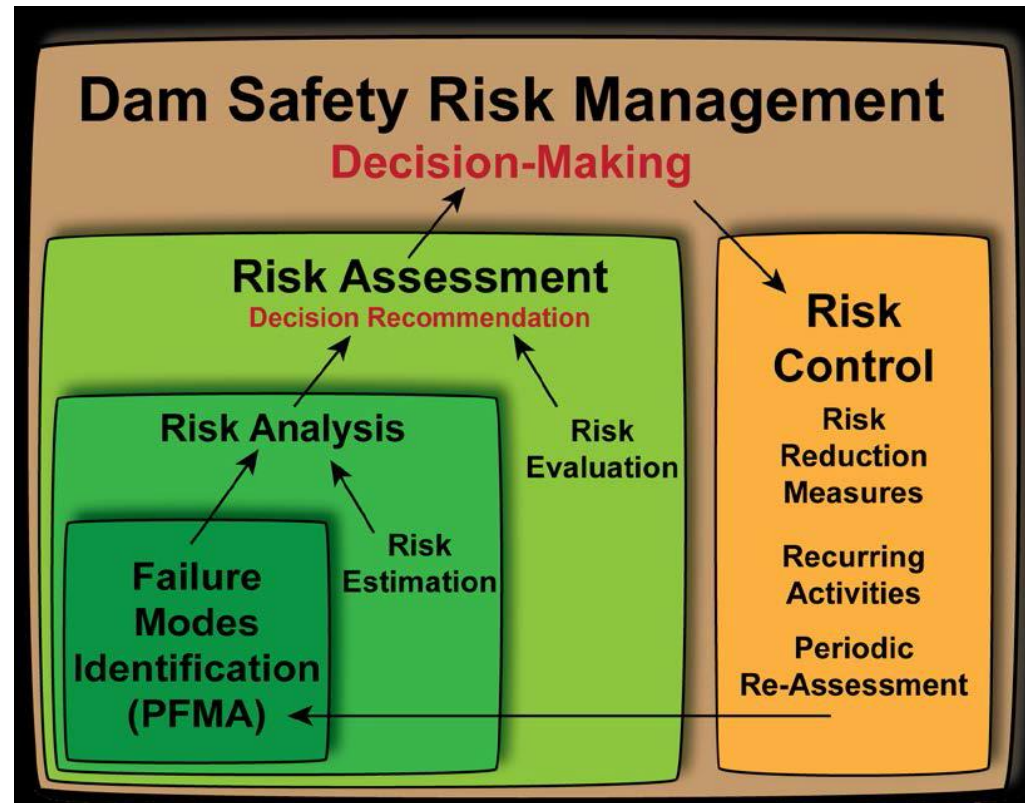 Dam Safety Risk Management
Decision-Making
Risk Assessment
Decision Recommendation
Risk Analysis
Risk
Evaluation
Risk
Estimation
Failure
Modes
Identification
(PFMA)
Risk
Control
Risk
Reduction
Measures
Recurring
Activities
Periodic
Re-Assessment